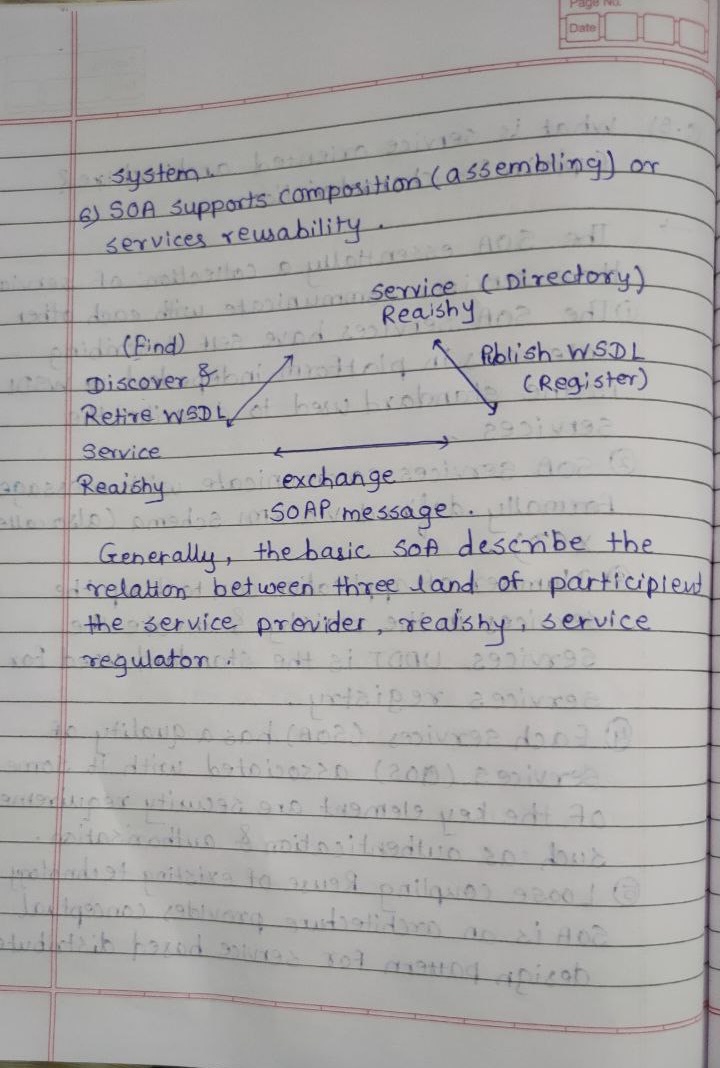 Page No.
Date
system.
6) SOA supports composition (assembling) or
services reusability.
Service (Directory)
Reaishy
(Find)
Publish WSDL
Discover &
(Register)
Retire WSDL
Service
Reaishy
exchange
SOAP message.
Generally, the basic SOA describe the
relation between three land of participient
the service provider, reaishy, service
regulator.